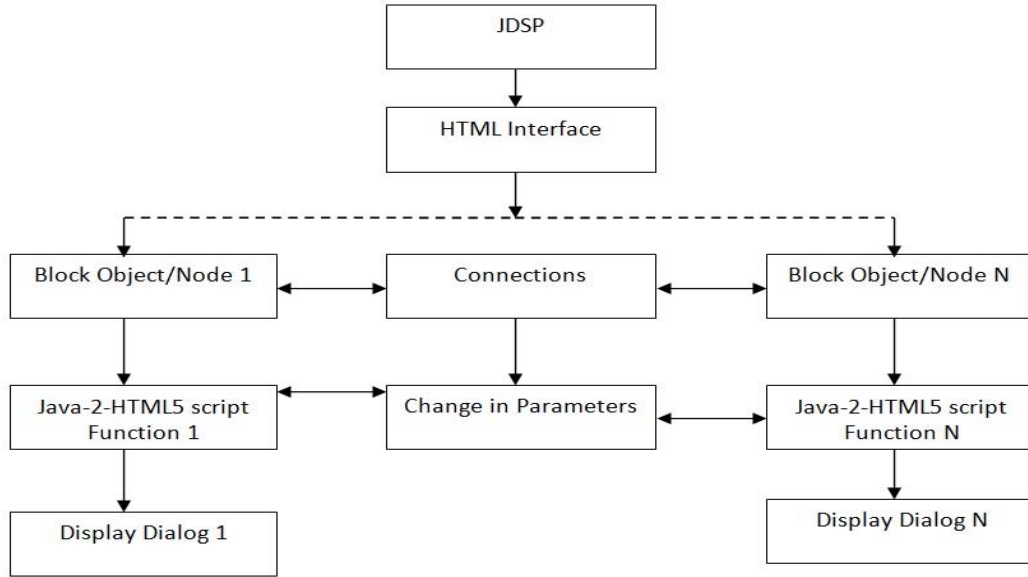 JDSP
HTML Interface
Block Object/Node 1
Connections
Block Object/Node N
Java-2-HTML5 script
Function 1
Change in Parameters
Java-2-HTML5 script
Function N
Display Dialog 1
Display Dialog N